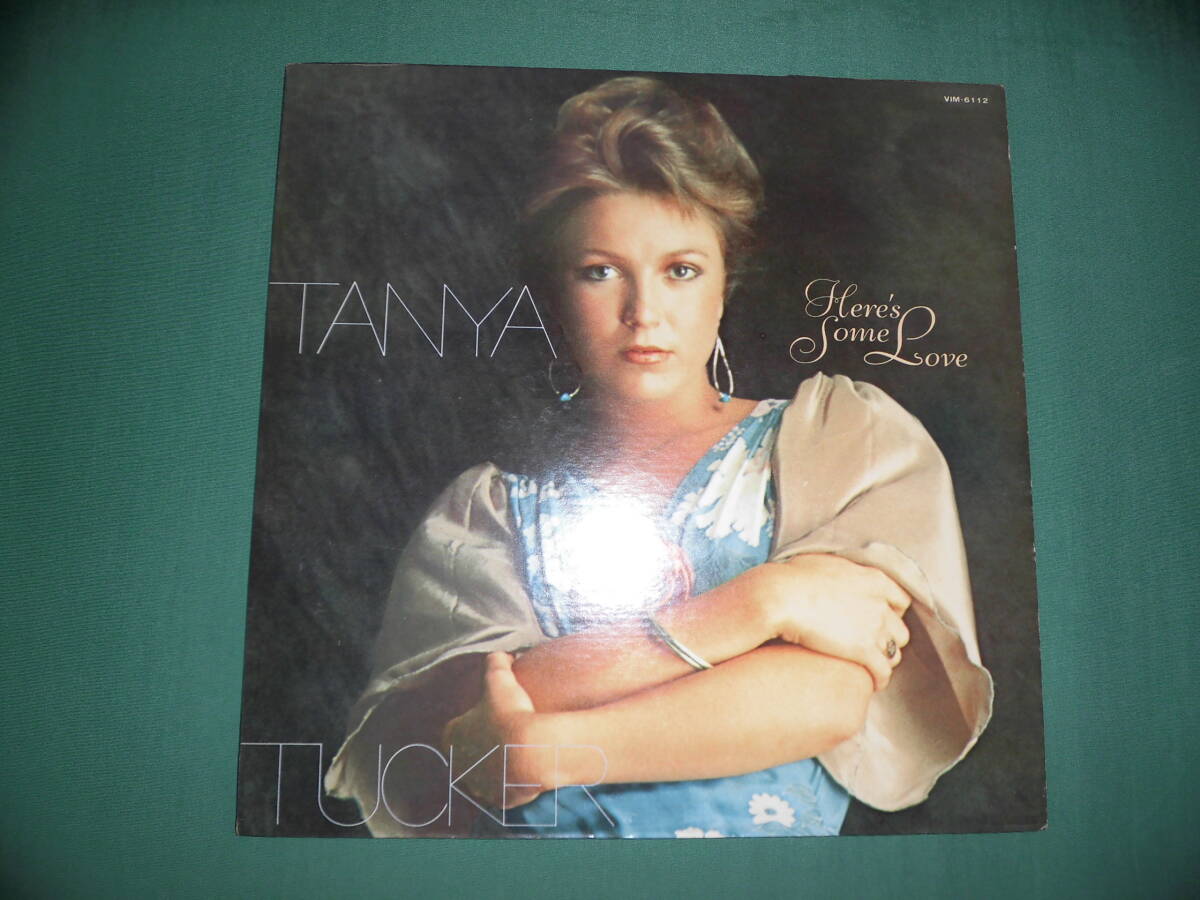 VIM-6112
TANYA
Here's
Some Love
TUCKER